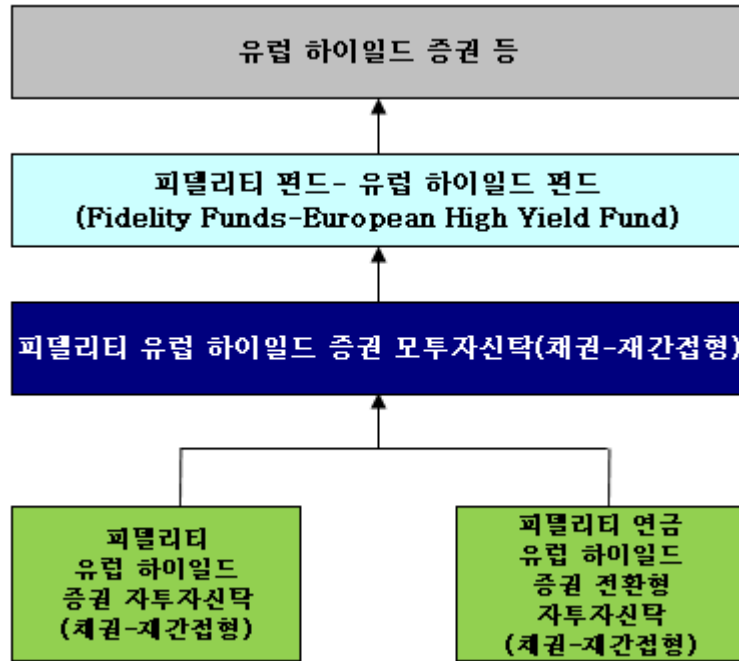 유럽 하이일드 증권 등
피델리티 펀드- 유럽 하이일드 펀드
(Fidelity Funds-European High Yield Fund)
피델리티 유럽 하이일드 증권 모투자신탁(채권-재간접형)
피델리티
유럽 하이일드
증권 자투자신탁
(채권-재간접형)
피델리티 연금
유럽 하이일드
증권 전환형
자투자신탁
(채권-재간접형)